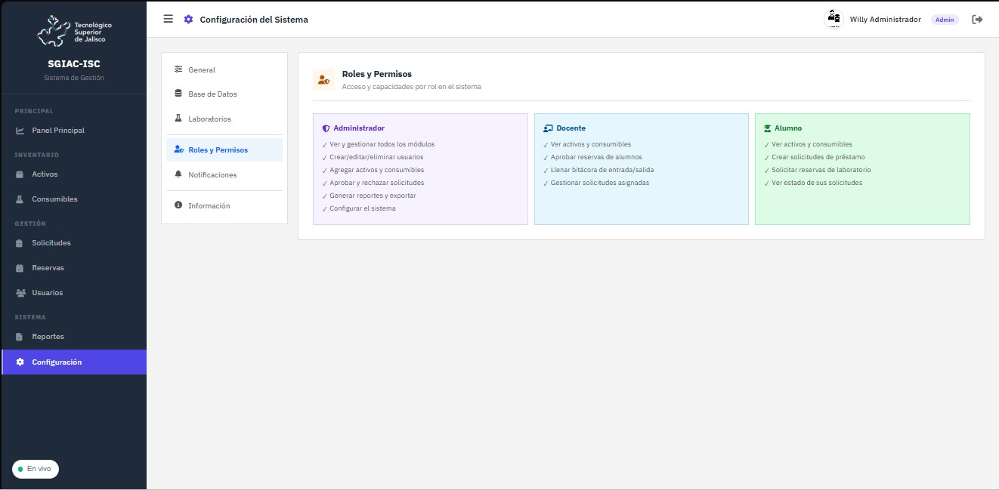 Tecnológico
Superior
de Jalisco
SGIAC-ISC
Sistema de Gestión
PRINCIPAL
Panel Principal
INVENTARIO
Activos
Consumibles
GESTIÓN
Solicitudes
Reservas
Usuarios
SISTEMA
Reportes
Configuración
En vivo
Configuración del Sistema
Willy Administrador
Admin
General
Base de Datos
Laboratorios
Roles y Permisos
Notificaciones
Información
Roles y Permisos
Acceso y capacidades por rol en el sistema
Administrador
✓ Ver y gestionar todos los módulos
✓ Crear/editar/eliminar usuarios
✓ Agregar activos y consumibles
✓ Aprobar y rechazar solicitudes
✓ Generar reportes y exportar
✓ Configurar el sistema
Docente
✓ Ver activos y consumibles
✓ Aprobar reservas de alumnos
✓ Llenar bitácora de entrada/salida
✓ Gestionar solicitudes asignadas
Alumno
✓ Ver activos y consumibles
✓ Crear solicitudes de préstamo
✓ Solicitar reservas de laboratorio
✓ Ver estado de sus solicitudes